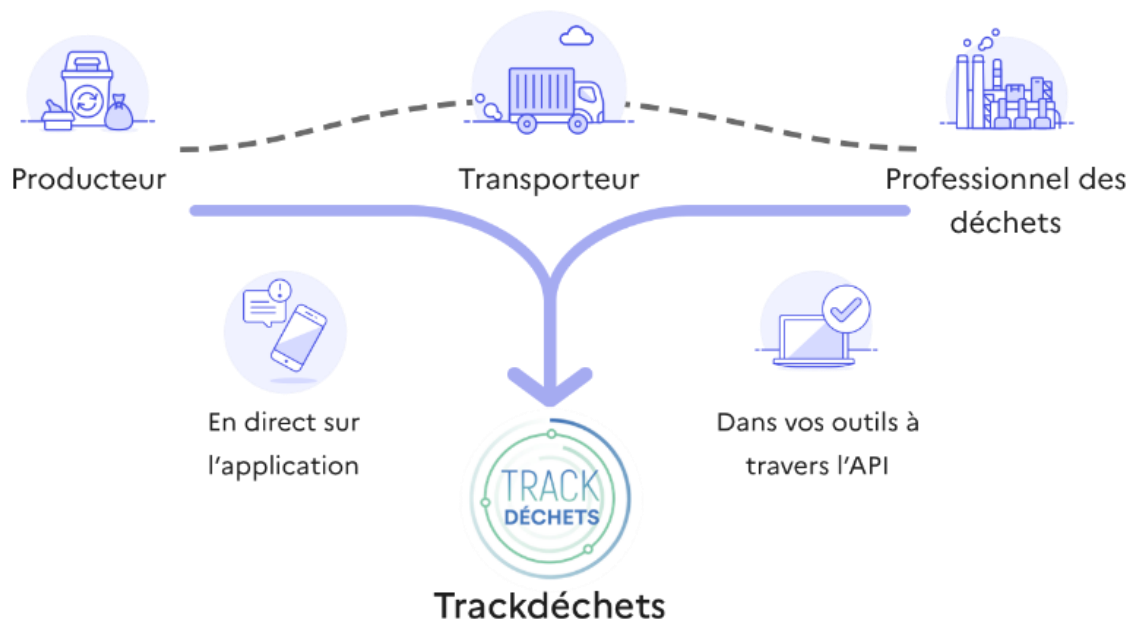 Producteur
Transporteur
Professionnel des
déchets
En direct sur
l'application
Dans vos outils à
travers l'API
TRACK
DÉCHETS
Trackdéchets